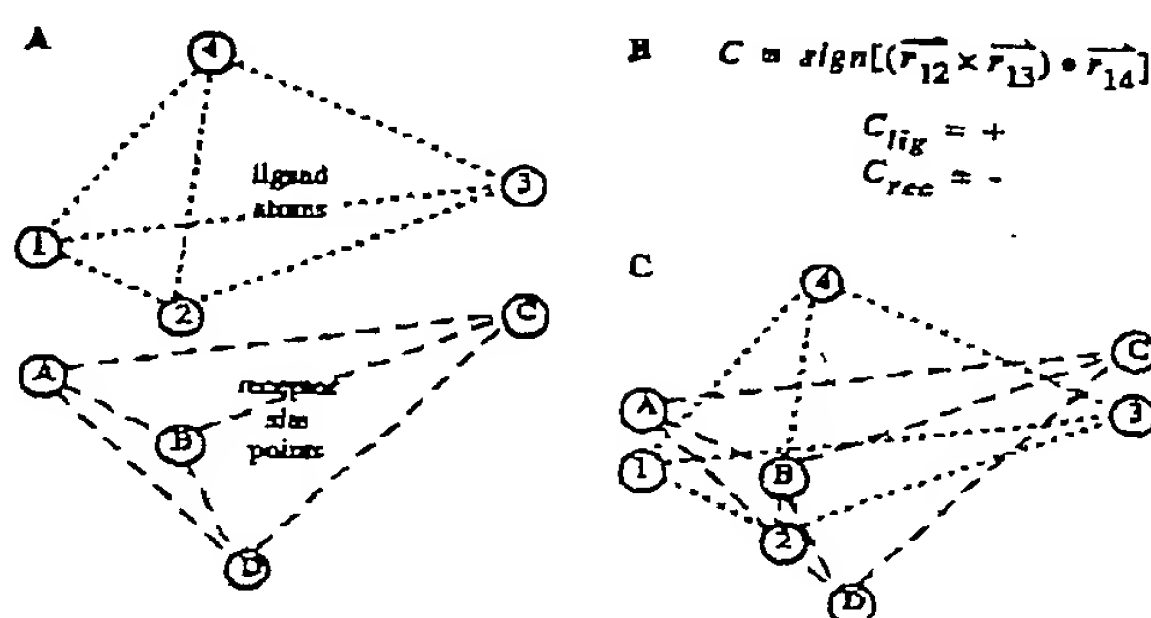 A
4
ligand
atoms
3
1
2
C
A
receptor
site
B
points
D
B
C = sign[(r12 × r13) • r14]
Clig = +
Crec = -
C
4
C
A
3
1
B
2
D